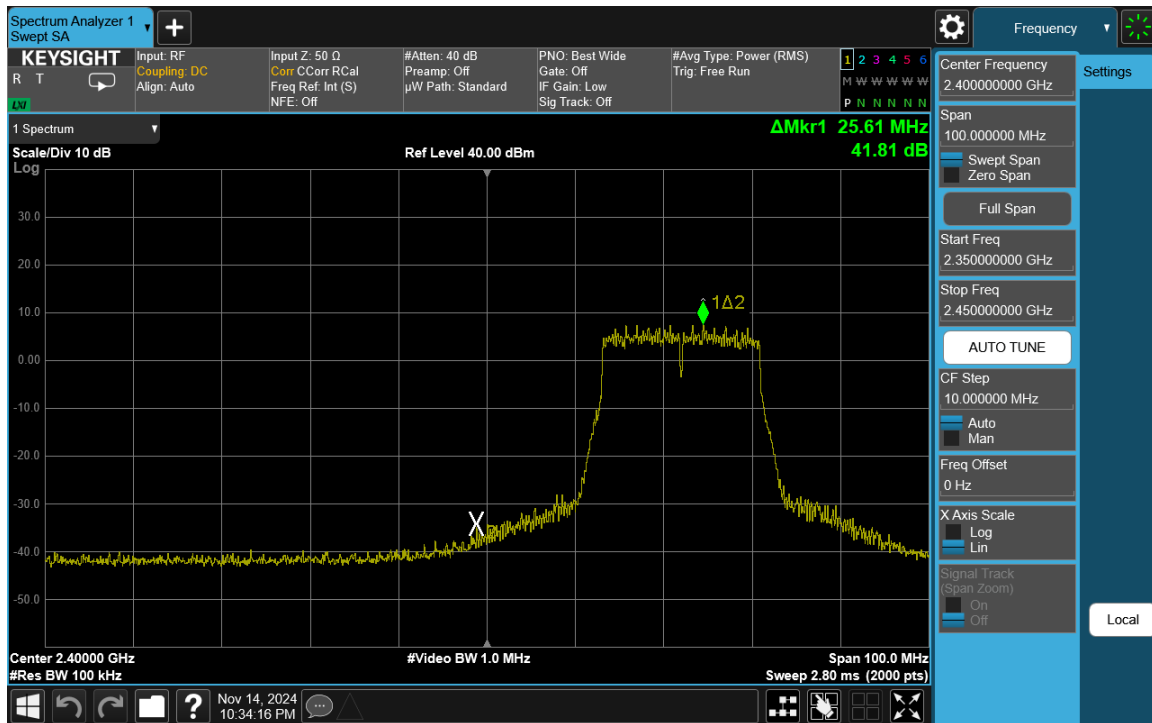 Spectrum Analyzer 1
Swept SA
Frequency
KEYSIGHT
R T
LXI
Input: RF
Coupling: DC
Align: Auto
Input Z: 50 Ω
Corr CCorr RCal
Freq Ref: Int (S)
NFE: Off
#Atten: 40 dB
Preamp: Off
µW Path: Standard
PNO: Best Wide
Gate: Off
IF Gain: Low
Sig Track: Off
#Avg Type: Power (RMS)
Trig: Free Run
1 2 3 4 5 6
M W W W W W
P N N N N N
1 Spectrum
Scale/Div 10 dB
Log
Ref Level 40.00 dBm
ΔMkr1 25.61 MHz
41.81 dB
30.0
20.0
10.0
0.00
-10.0
-20.0
-30.0
-40.0
-50.0
1Δ2
X
Center 2.40000 GHz
#Res BW 100 kHz
#Video BW 1.0 MHz
Span 100.0 MHz
Sweep 2.80 ms (2000 pts)
Center Frequency
2.400000000 GHz
Span
100.000000 MHz
Swept Span
Zero Span
Full Span
Start Freq
2.350000000 GHz
Stop Freq
2.450000000 GHz
AUTO TUNE
CF Step
10.000000 MHz
Auto
Man
Freq Offset
0 Hz
X Axis Scale
Log
Lin
Signal Track
(Span Zoom)
On
Off
Settings
Local
?
Nov 14, 2024
10:34:16 PM